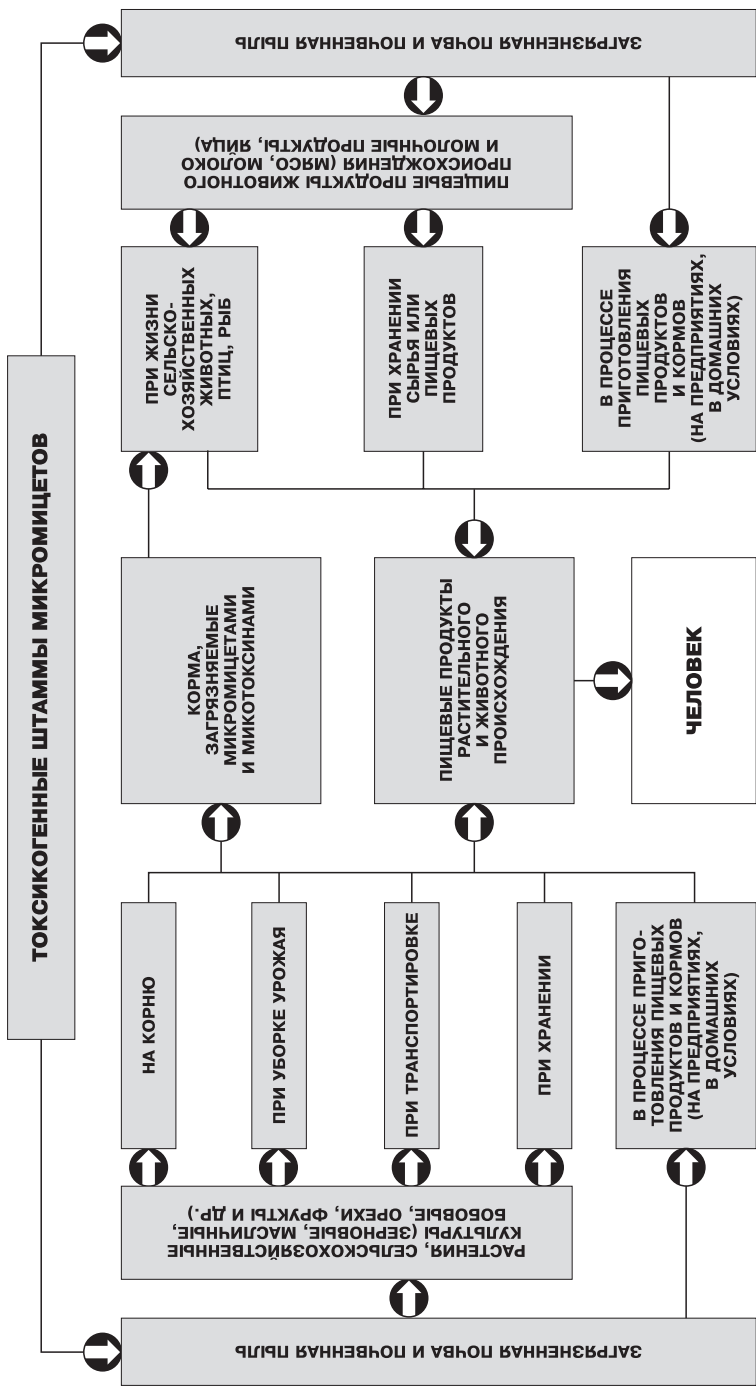 ТОКСИКОГЕННЫЕ ШТАММЫ МИКРОМИЦЕТОВ
ЗАГРЯЗНЕННАЯ ПОЧВА И ПОЧВЕННАЯ ПЫЛЬ
РАСТЕНИЯ, СЕЛЬСКОХОЗЯЙСТВЕННЫЕ
КУЛЬТУРЫ (ЗЕРНОВЫЕ, МАСЛИЧНЫЕ,
БОБОВЫЕ, ОРЕХИ, ФРУКТЫ И ДР.)
НА КОРНЮ
ПРИ УБОРКЕ УРОЖАЯ
ПРИ ТРАНСПОРТИРОВКЕ
ПРИ ХРАНЕНИИ
В ПРОЦЕССЕ ПРИГО-
ТОВЛЕНИЯ ПИЩЕВЫХ
ПРОДУКТОВ И КОРМОВ
(НА ПРЕДПРИЯТИЯХ,
В ДОМАШНИХ
УСЛОВИЯХ)
КОРМА,
ЗАГРЯЗНЯЕМЫЕ
МИКРОМИЦЕТАМИ
И МИКОТОКСИНАМИ
ПИЩЕВЫЕ ПРОДУКТЫ
РАСТИТЕЛЬНОГО
И ЖИВОТНОГО
ПРОИСХОЖДЕНИЯ
ЧЕЛОВЕК
ПРИ ЖИЗНИ
СЕЛЬСКО-
ХОЗЯЙСТВЕННЫХ
ЖИВОТНЫХ,
ПТИЦ, РЫБ
ПРИ ХРАНЕНИИ
СЫРЬЯ ИЛИ
ПИЩЕВЫХ
ПРОДУКТОВ
В ПРОЦЕССЕ
ПРИГОТОВЛЕНИЯ
ПИЩЕВЫХ
ПРОДУКТОВ
И КОРМОВ
(НА ПРЕДПРИЯТИЯХ,
В ДОМАШНИХ
УСЛОВИЯХ)
ПИЩЕВЫЕ ПРОДУКТЫ ЖИВОТНОГО
ПРОИСХОЖДЕНИЯ (МЯСО, МОЛОКО
И МОЛОЧНЫЕ ПРОДУКТЫ, ЯЙЦА)
ЗАГРЯЗНЕННАЯ ПОЧВА И ПОЧВЕННАЯ ПЫЛЬ